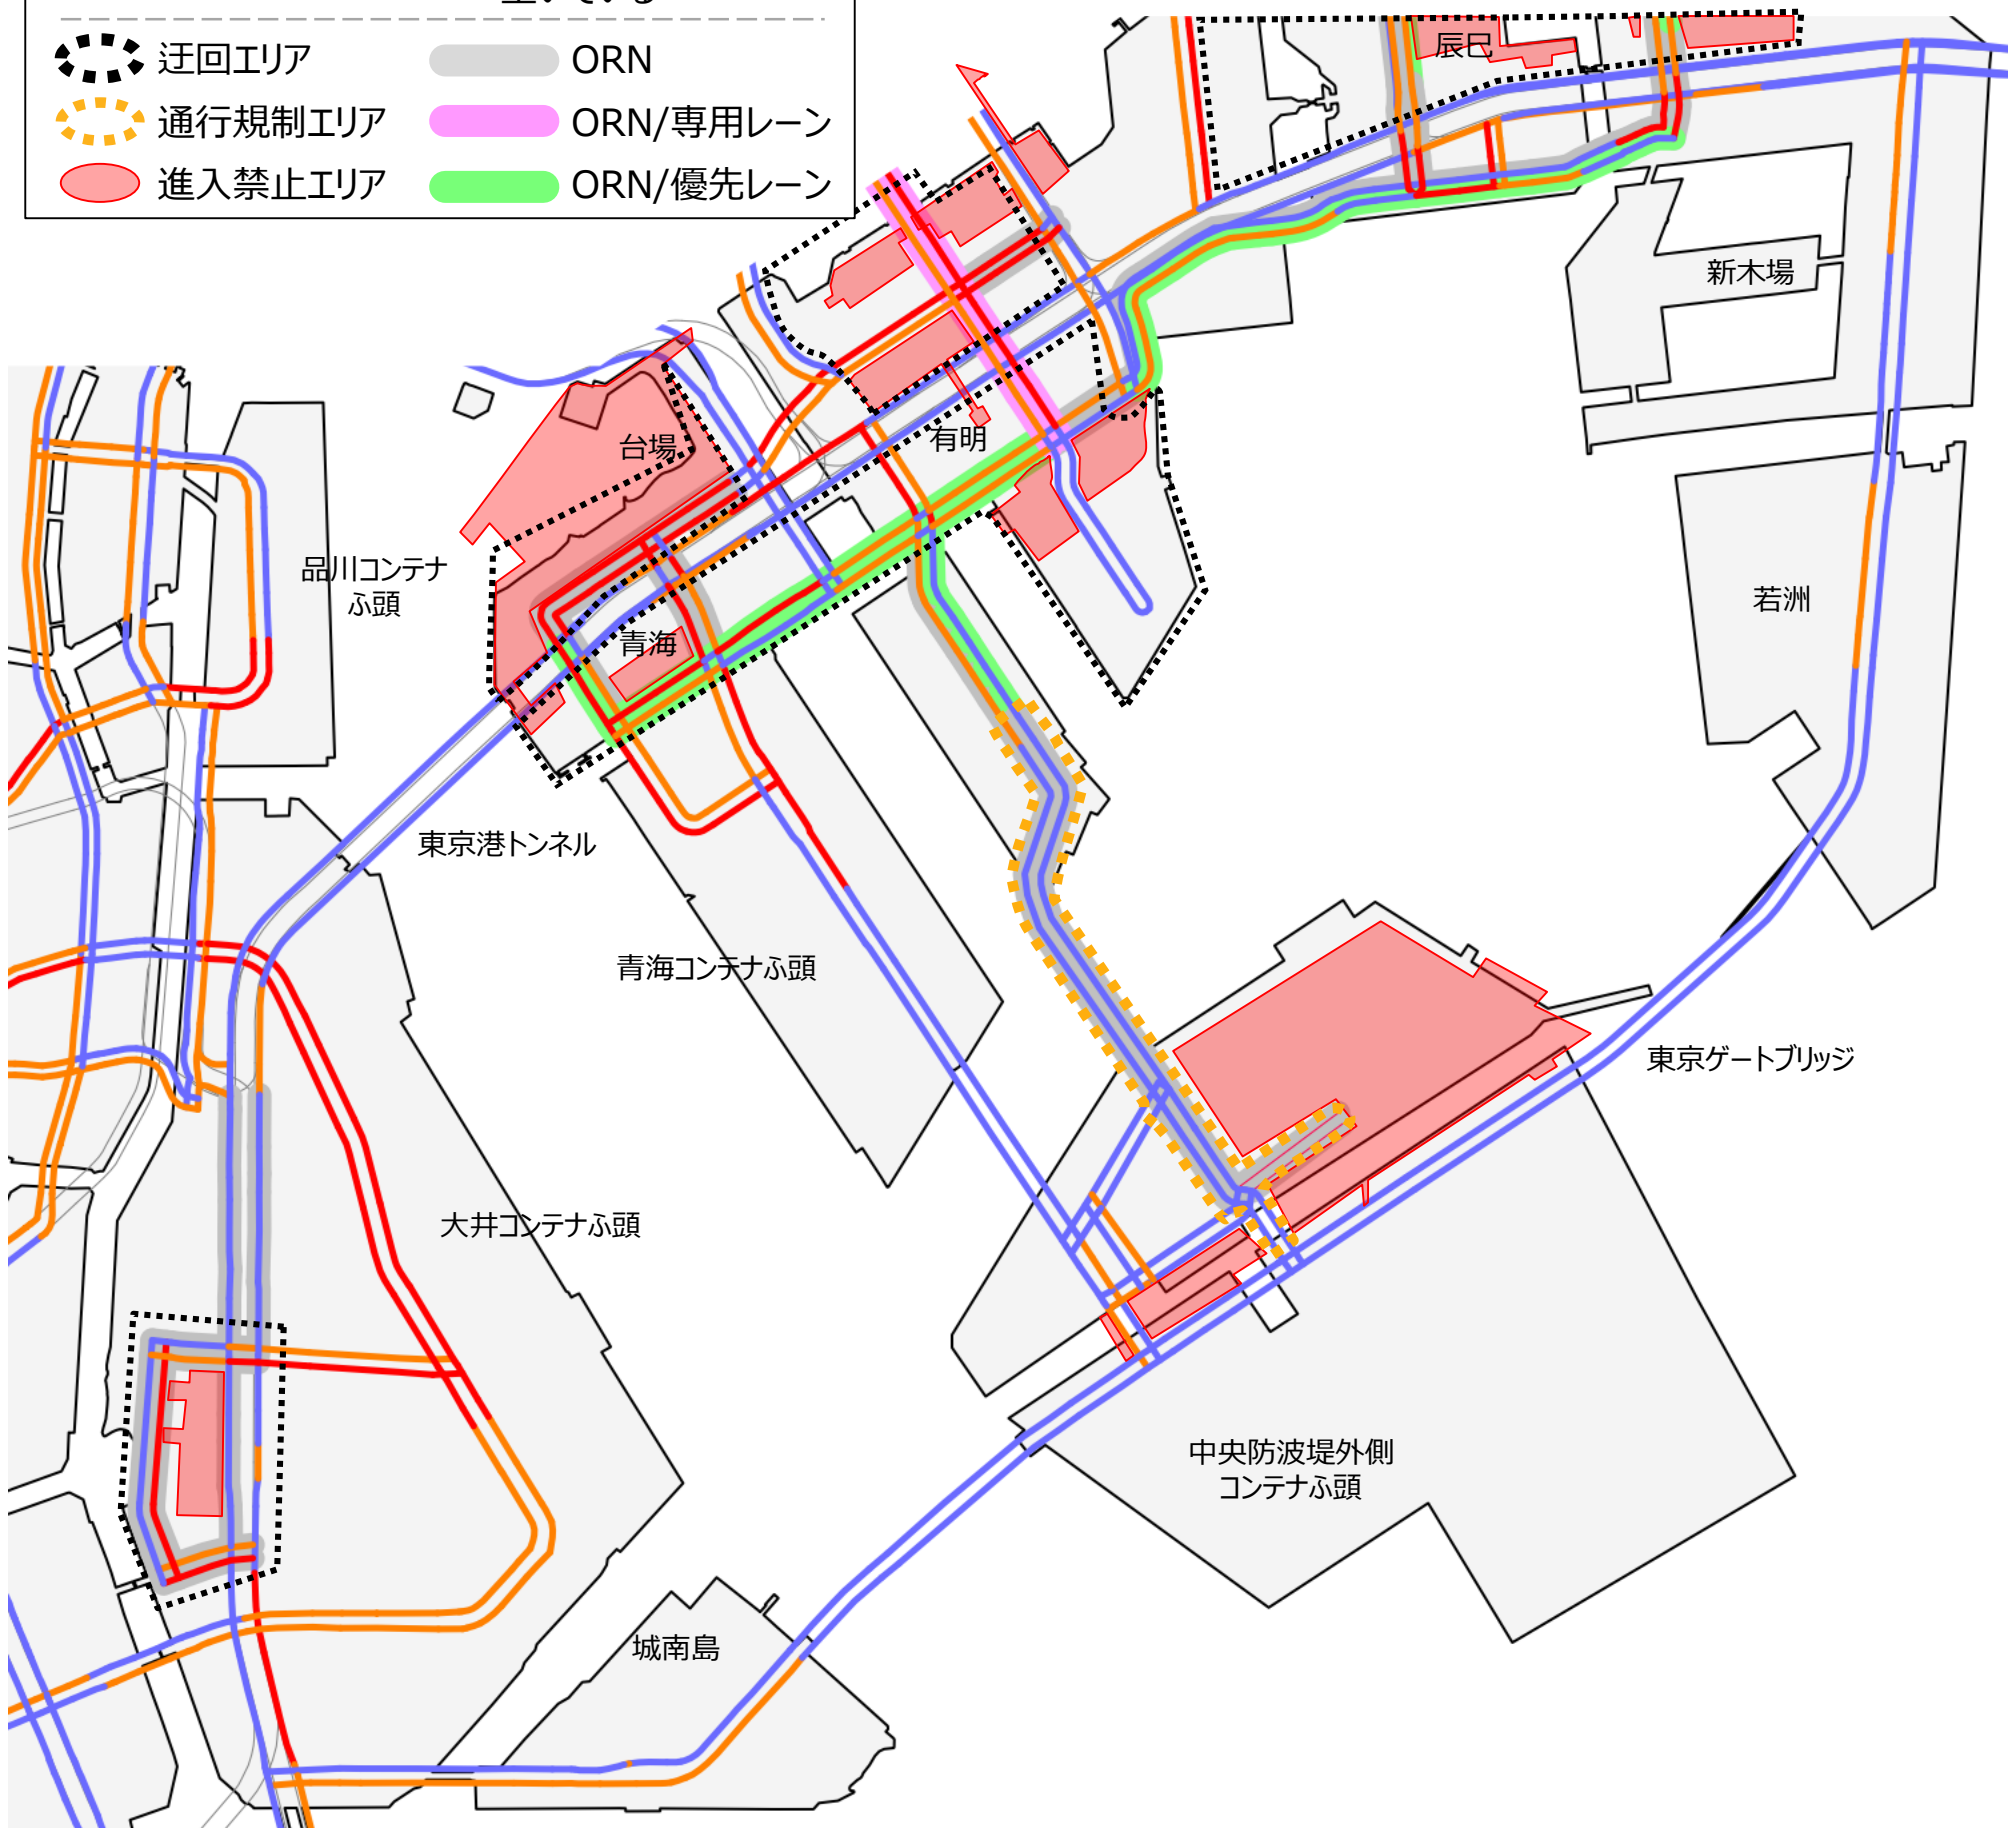 空いている
迂回エリア
ORN
通行規制エリア
ORN/専用レーン
進入禁止エリア
ORN/優先レーン
辰巳
新木場
台場
有明
品川コンテナ
ふ頭
若洲
青海
東京港トンネル
青海コンテナふ頭
東京ゲートブリッジ
大井コンテナふ頭
中央防波堤外側
コンテナふ頭
城南島